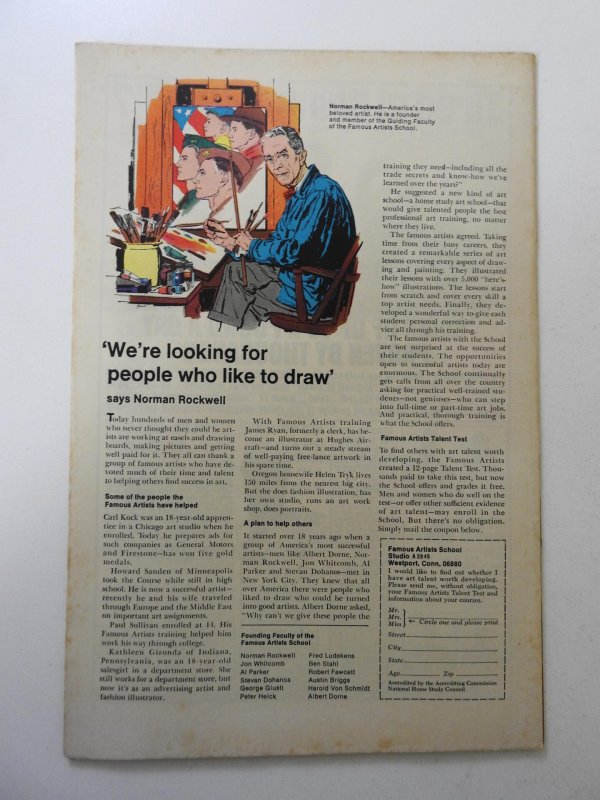 Norman Rockwell—America's most
beloved artist. He is a founder
and member of the Guiding Faculty
of the Famous Artists School.
'We're looking for
people who like to draw'
says Norman Rockwell
Today hundreds of men and women
who never thought they could be art-
ists are working at easels and drawing
boards, making pictures and getting
well paid for it. They all can thank a
group of famous artists who have de-
voted much of their time and talent
to helping others find success in art.
Some of the people the
Famous Artists have helped
Carl Kock was an 18-year-old appren-
tice in a Chicago art studio when he
enrolled. Today he prepares ads for
such companies as General Motors
and Firestone—has won five gold
medals.
Howard Sanden of Minneapolis
took the Course while still in high
school. He is now a successful artist—
recently he and his wife traveled
through Europe and the Middle East
on important art assignments.
Paul Sullivan enrolled at 14. His
Famous Artists training helped him
work his way through college.
Kathleen Gironda of Indiana,
Pennsylvania, was an 18-year-old
salesgirl in a department store. She
still works for a department store, but
now it's as an advertising artist and
fashion illustrator.
With Famous Artists training
James Ryan, formerly a clerk, has be-
come an illustrator at Hughes Air-
craft—and turns out a steady stream
of well-paying free-lance artwork in
his spare time.
Oregon housewife Helen Tryk lives
150 miles from the nearest big city.
But she does fashion illustration, has
her own studio, runs an art work
shop, does portraits.
A plan to help others
It started over 18 years ago when a
group of America's most successful
artists—men like Albert Dorne, Nor-
man Rockwell, Jon Whitcomb, Al
Parker and Stevan Dohanos—met in
New York City. They knew that all
over America there were people who
liked to draw who could be turned
into good artists. Albert Dorne asked,
"Why can't we give these people the
Founding Faculty of the
Famous Artists School
Norman Rockwell
Jon Whitcomb
Al Parker
Stevan Dohanos
George Giusti
Peter Helck
Fred Ludekens
Ben Stahl
Robert Fawcett
Austin Briggs
Harold Von Schmidt
Albert Dorne
training they need—including all the
trade secrets and know-how we've
learned over the years?"
He suggested a new kind of art
school—a home study art school—that
would give talented people the best
professional art training, no matter
where they live.
The famous artists agreed. Taking
time from their busy careers, they
created a remarkable series of art
lessons covering every aspect of draw-
ing and painting. They illustrated
their lessons with over 5,000 "here's-
how" illustrations. The lessons start
from scratch and cover every skill a
top artist needs. Finally, they de-
veloped a wonderful way to give each
student personal correction and ad-
vice all through his training.
The famous artists with the School
are not surprised at the success of
their students. The opportunities
open to successful artists today are
enormous. The School continually
gets calls from all over the country
asking for practical well-trained stu-
dents—not geniuses—who can step
into full-time or part-time art jobs.
And practical, thorough training is
what the School offers.
Famous Artists Talent Test
To find others with art talent worth
developing, the Famous Artists
created a 12-page Talent Test. Thou-
sands paid to take this test, but now
the School offers and grades it free.
Men and women who do well on the
test—or offer other sufficient evidence
of art talent—may enroll in the
School. But there's no obligation.
Simply mail the coupon below.
Famous Artists School
Studio A 5949
Westport, Conn. 06880
I would like to find out whether I
have art talent worth developing.
Please send me, without obligation,
your Famous Artists Talent Test and
information about your courses.
Mr.
Mrs. ← Circle one and please print
Miss
Street
City
State
Age Zip
Accredited by the Accrediting Commission
National Home Study Council